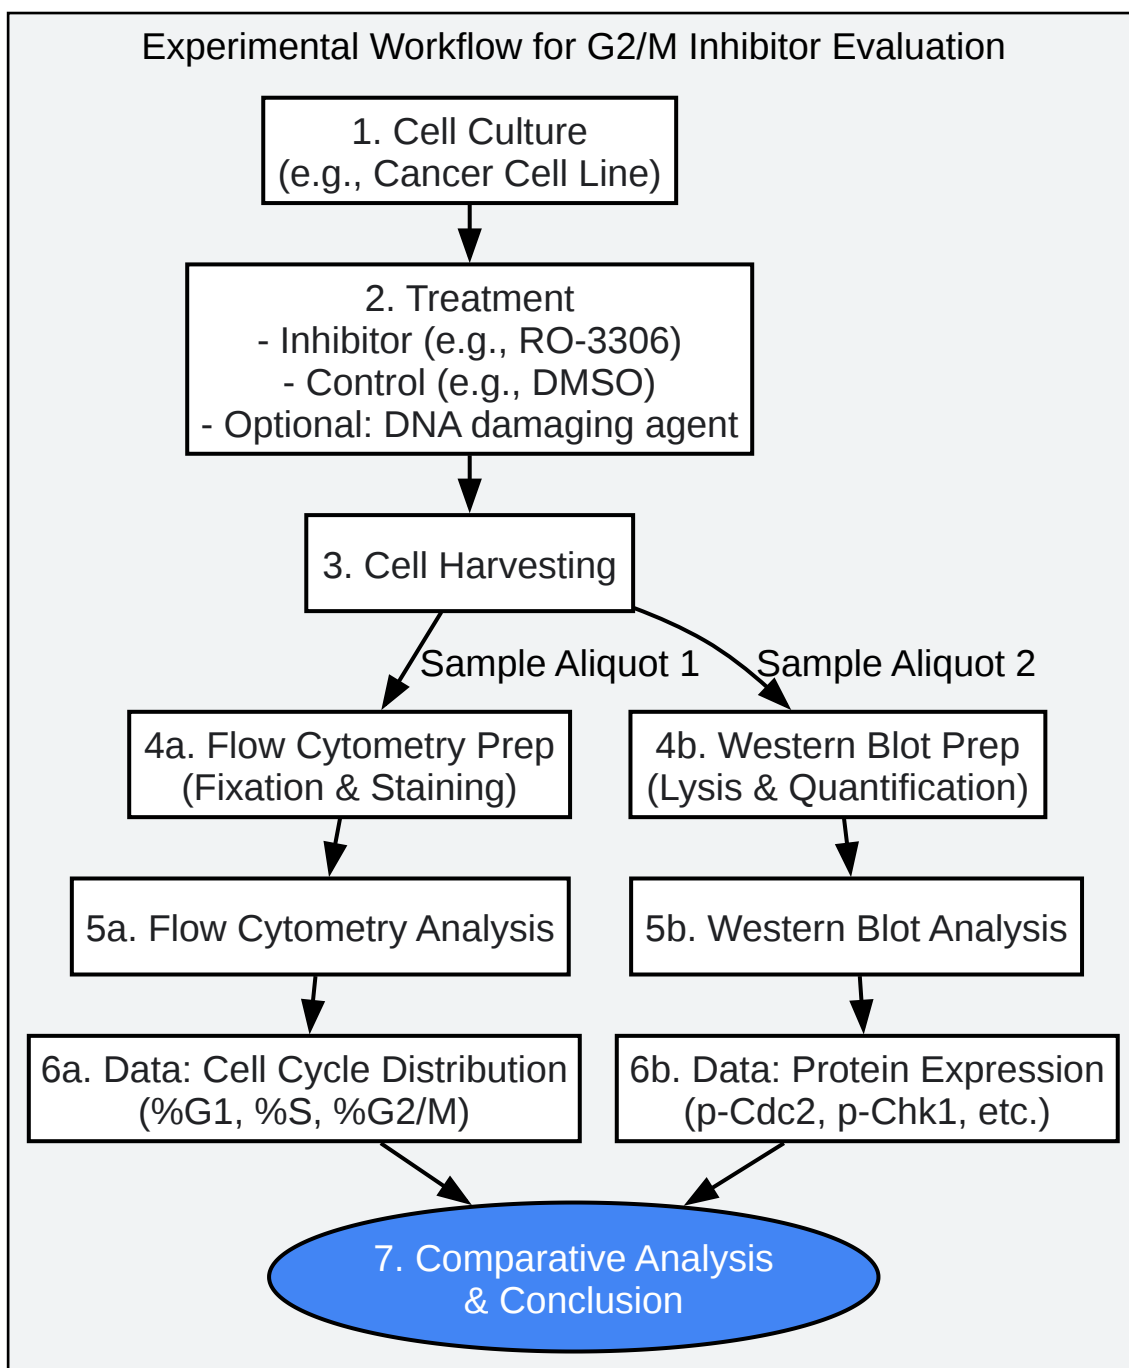 Experimental Workflow for G2/M Inhibitor Evaluation
1. Cell Culture
(e.g., Cancer Cell Line)
2. Treatment
- Inhibitor (e.g., RO-3306)
- Control (e.g., DMSO)
- Optional: DNA damaging agent
3. Cell Harvesting
Sample Aliquot 1
Sample Aliquot 2
4a. Flow Cytometry Prep
(Fixation & Staining)
4b. Western Blot Prep
(Lysis & Quantification)
5a. Flow Cytometry Analysis
5b. Western Blot Analysis
6a. Data: Cell Cycle Distribution
(%G1, %S, %G2/M)
6b. Data: Protein Expression
(p-Cdc2, p-Chk1, etc.)
7. Comparative Analysis
& Conclusion